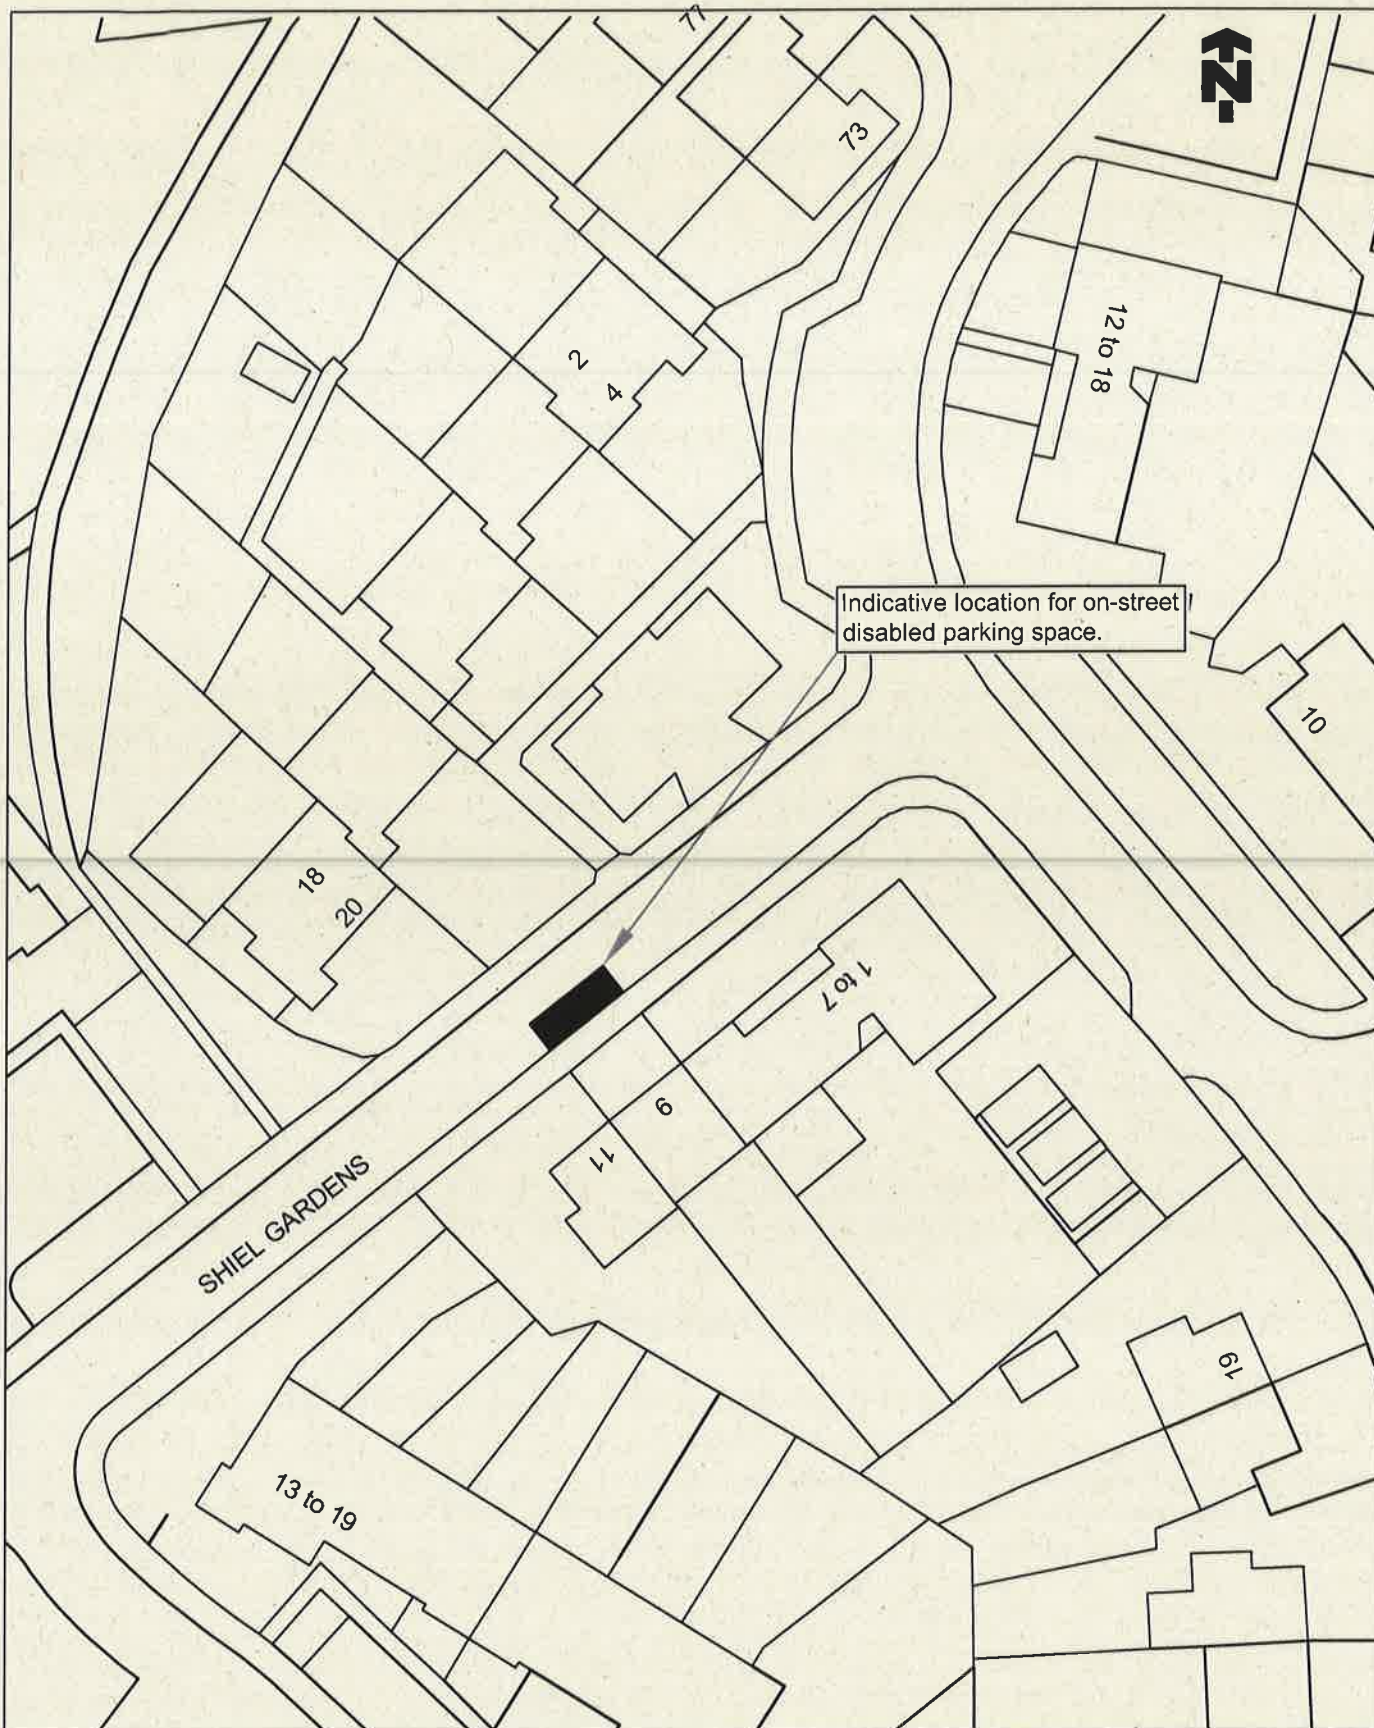 77
73
N
12 to 18
2
4
Indicative location for on-street
disabled parking space.
10
18
20
1 to 7
9
11
SHIEL GARDENS
19
13 to 19